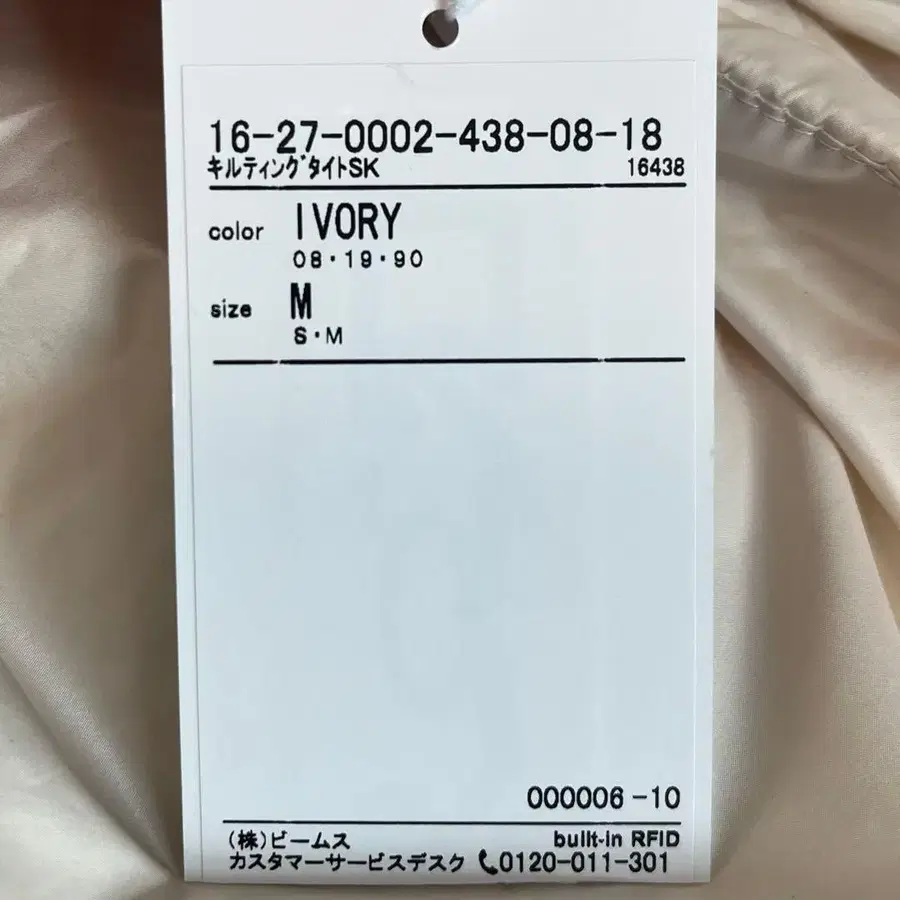 16-27-0002-438-08-18
ｷﾙﾃｨﾝｸﾞﾀｲﾄSK 16438
color IVORY
08・19・90
size M
S・M
000006-10
(株)ビームス built-in RFID
カスタマーサービスデスク 0120-011-301